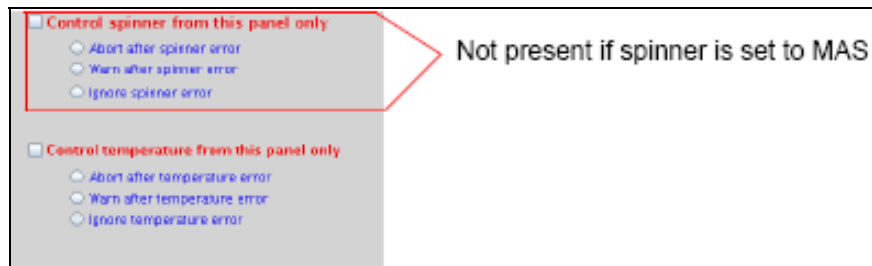 Control spinner from this panel only
Abort after spinner error
Warn after spinner error
Ignore spinner error
Not present if spinner is set to MAS
Control temperature from this panel only
Abort after temperature error
Warn after temperature error
Ignore temperature error